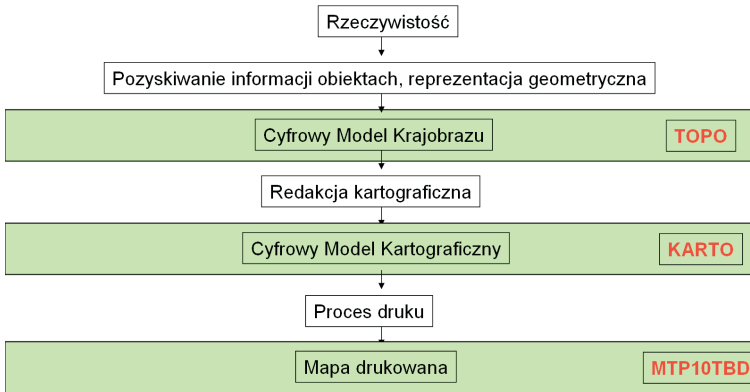 Rzeczywistość
Pozyskiwanie informacji obiektach, reprezentacja geometryczna
Cyfrowy Model Krajobrazu
TOPO
Redakcja kartograficzna
Cyfrowy Model Kartograficzny
KARTO
Proces druku
Mapa drukowana
MTP10TBD